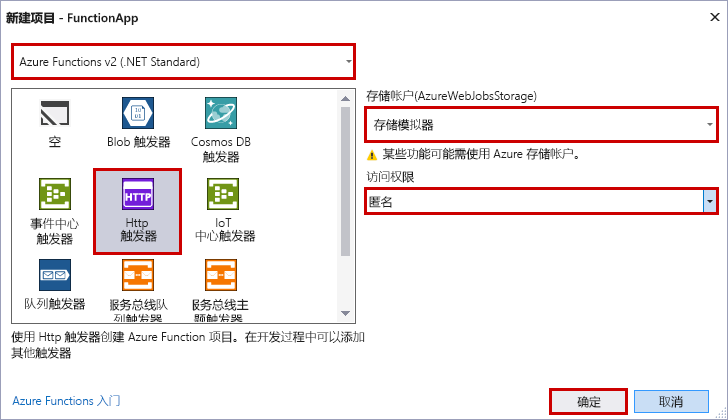 新建项目 - FunctionApp
Azure Functions v2 (.NET Standard)
空
Blob 触发器
Cosmos DB
触发器
事件中心
触发器
HTTP
Http
触发器
IoT
中心触发器
队列触发器
服务总线队
列触发器
服务总线主
题触发器
存储帐户(AzureWebJobsStorage)
存储模拟器
某些功能可能需使用 Azure 存储帐户。
访问权限
匿名
使用 Http 触发器创建 Azure Function 项目。在开发过程中可以添加
其他触发器
Azure Functions 入门
确定
取消